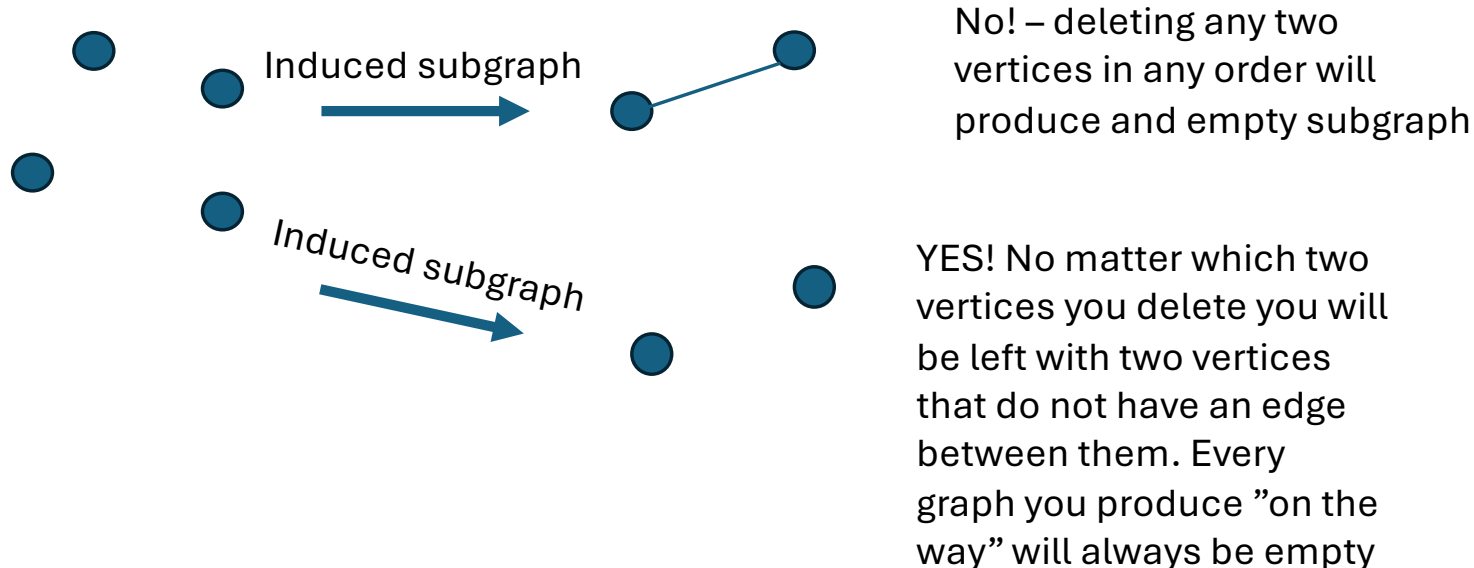 Induced subgraph
Induced subgraph
No! – deleting any two
vertices in any order will
produce and empty subgraph
YES! No matter which two
vertices you delete you will
be left with two vertices
that do not have an edge
between them. Every
graph you produce ”on the
way” will always be empty